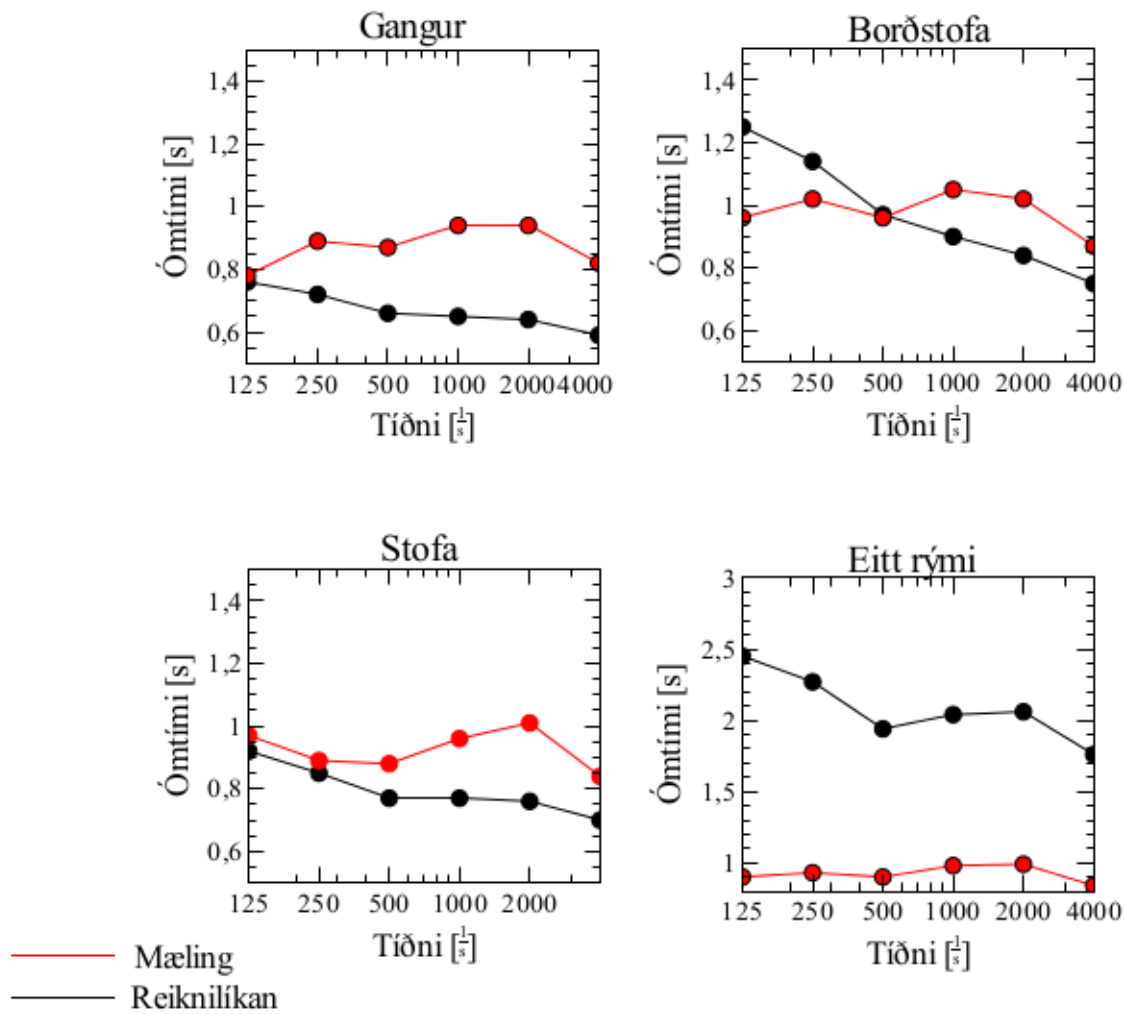 Gangur
1,4
1,2
1
0,8
0,6
Ómtími [s]
125 250 500 1000 2000 4000
Tíðni [1/s]
Borðstofa
1,4
1,2
1
0,8
0,6
Ómtími [s]
125 250 500 1000 2000 4000
Tíðni [1/s]
Stofa
1,4
1,2
1
0,8
0,6
Ómtími [s]
125 250 500 1000 2000
Tíðni [1/s]
Eitt rými
3
2,5
2
1,5
1
Ómtími [s]
125 250 500 1000 2000 4000
Tíðni [1/s]
Mæling
Reiknilíkan